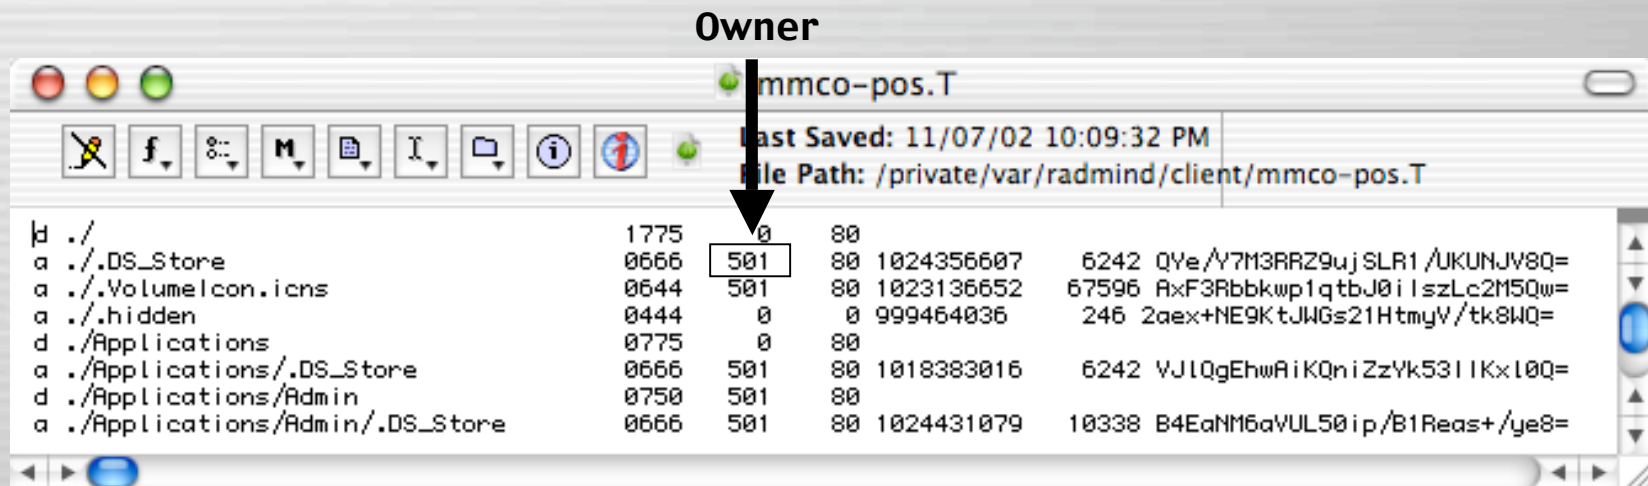 Owner
mmco-pos.T
Last Saved: 11/07/02 10:09:32 PM
File Path: /private/var/radmind/client/mmco-pos.T
d ./ 1775 0 80
a ./.DS_Store 0666 501 80 1024356607 6242 QYe/Y7M3RRZ9ujSLR1/UKUNJV8Q=
a ./.VolumeIcon.icns 0644 501 80 1023136652 67596 AxF3Rbbkwp1qtbJ0ilszLc2M5Qw=
a ./.hidden 0444 0 0 999464036 246 2aex+NE9KtJWGs21HtmyV/tk8WQ=
d ./Applications 0775 0 80
a ./Applications/.DS_Store 0666 501 80 1018383016 6242 VJlQgEhwAiKQniZzYk53IIKxl0Q=
d ./Applications/Admin 0750 501 80
a ./Applications/Admin/.DS_Store 0666 501 80 1024431079 10338 B4EaNM6aVUL50ip/B1Reas+/ye8=